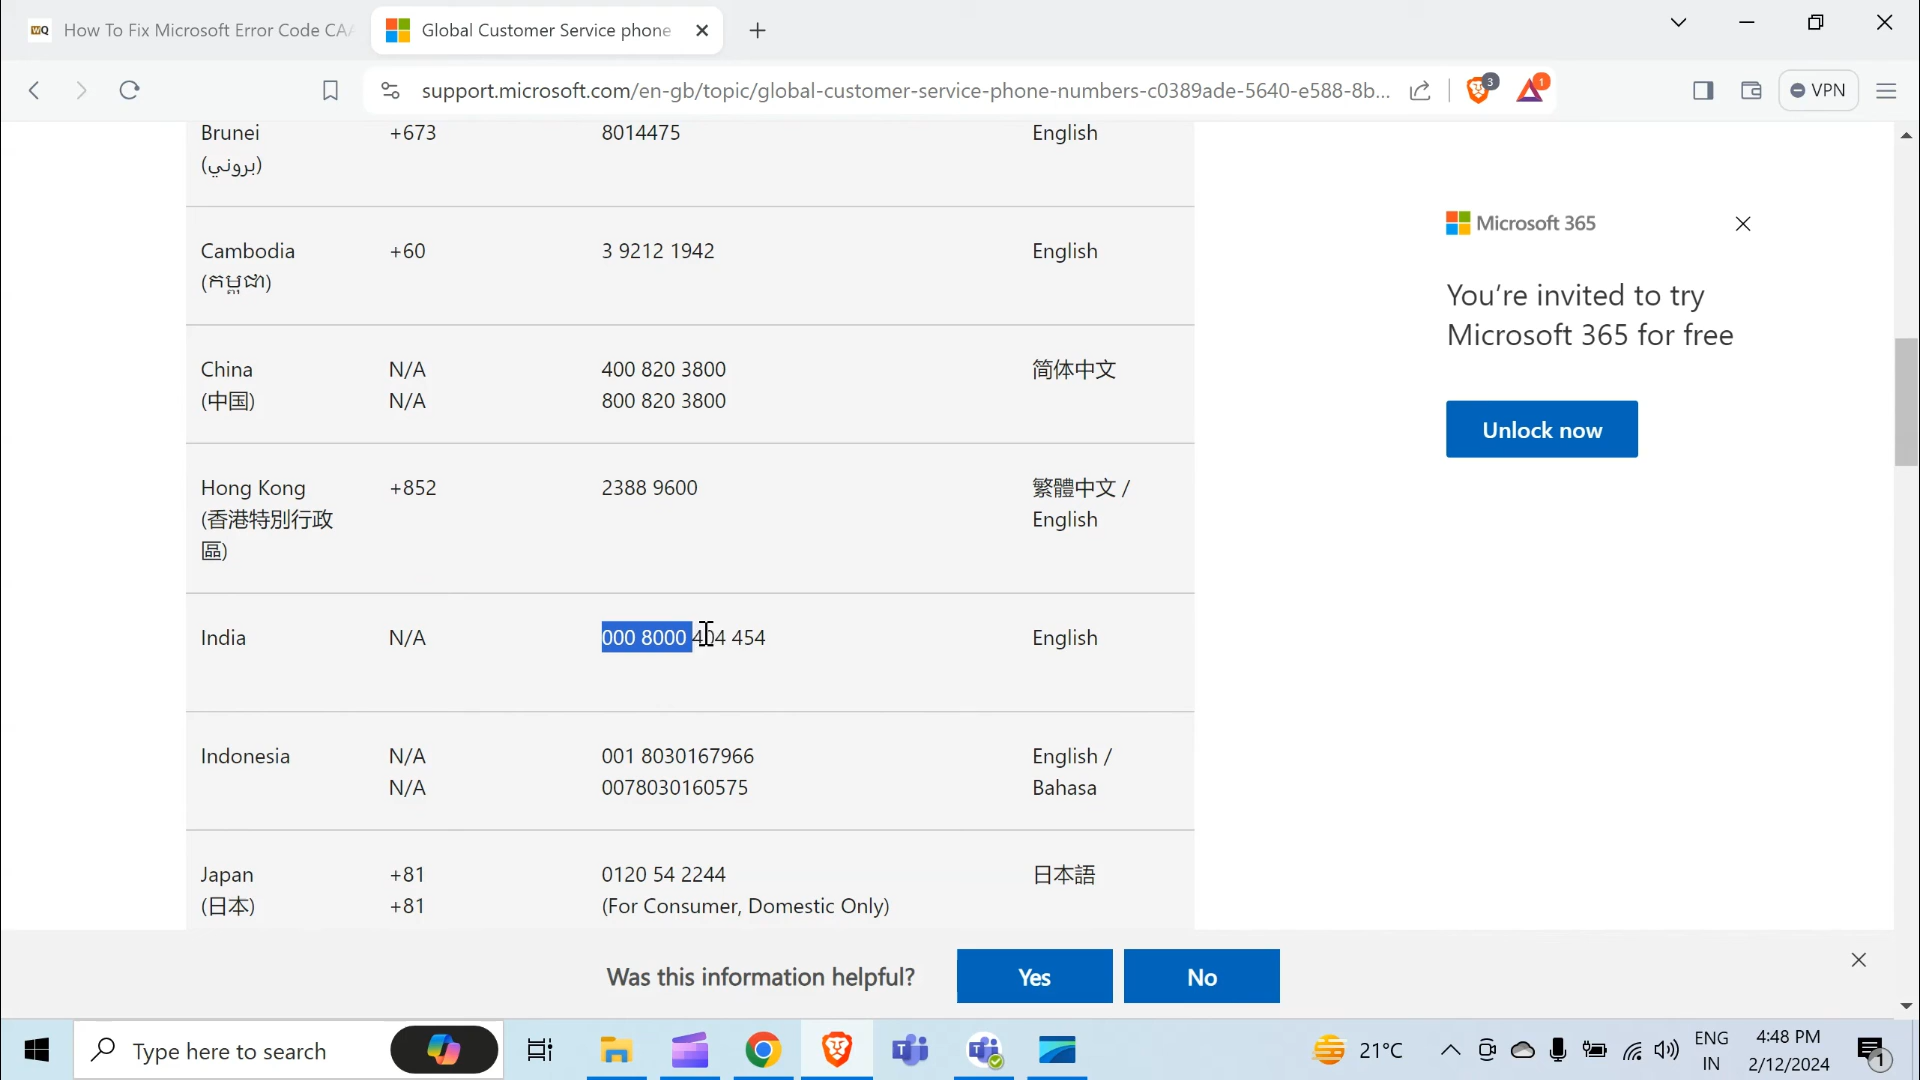 How To Fix Microsoft Error Code CAA
Global Customer Service phone
support.microsoft.com/en-gb/topic/global-customer-service-phone-numbers-c0389ade-5640-e588-8b...
3
1
VPN
Brunei +673 8014475 English
(بروني)
Cambodia +60 3 9212 1942 English
(កម្ពុជា)
China N/A 400 820 3800 简体中文
(中国) N/A 800 820 3800
Hong Kong +852 2388 9600 繁體中文 /
(香港特別行政 English
區)
India N/A 000 8000 404 454 English
Indonesia N/A 001 8030167966 English /
N/A 0078030160575 Bahasa
Japan +81 0120 54 2244 日本語
(日本) +81 (For Consumer, Domestic Only)
Microsoft 365
You're invited to try
Microsoft 365 for free
Unlock now
Was this information helpful? Yes No
Type here to search
21°C
ENG
IN
4:48 PM
2/12/2024
1